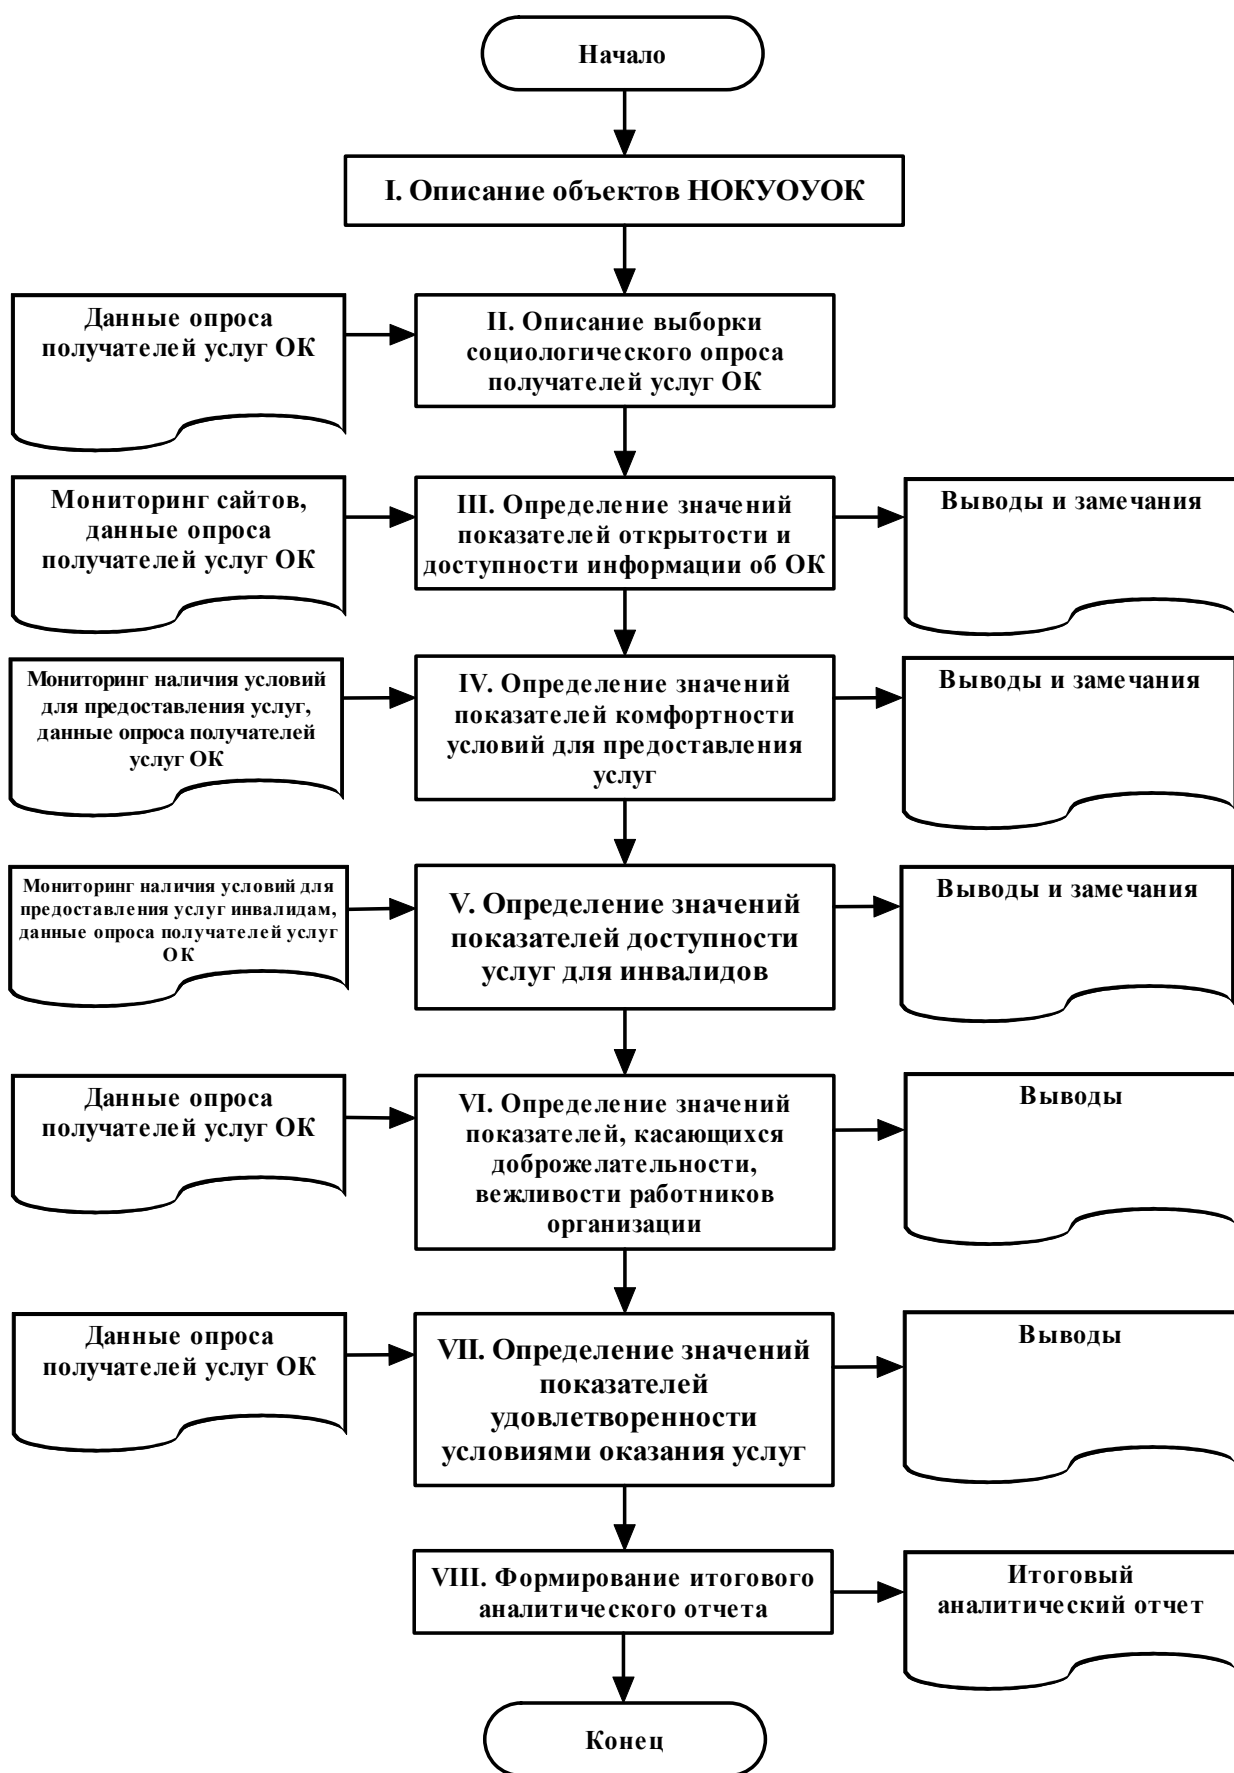 Начало
I. Описание объектов НОКУОУОК
Данные опроса
получателей услуг ОК
II. Описание выборки
социологического опроса
получателей услуг ОК
Мониторинг сайтов,
данные опроса
получателей услуг ОК
III. Определение значений
показателей открытости и
доступности информации об ОК
Выводы и замечания
Мониторинг наличия условий
для предоставления услуг,
данные опроса получателей
услуг ОК
IV. Определение значений
показателей комфортности
условий для предоставления
услуг
Выводы и замечания
Мониторинг наличия условий для
предоставления услуг инвалидам,
данные опроса получателей услуг
ОК
V. Определение значений
показателей доступности
услуг для инвалидов
Выводы и замечания
Данные опроса
получателей услуг ОК
VI. Определение значений
показателей, касающихся
доброжелательности,
вежливости работников
организации
Выводы
Данные опроса
получателей услуг ОК
VII. Определение значений
показателей
удовлетворенности
условиями оказания услуг
Выводы
VIII. Формирование итогового
аналитического отчета
Итоговый
аналитический отчет
Конец